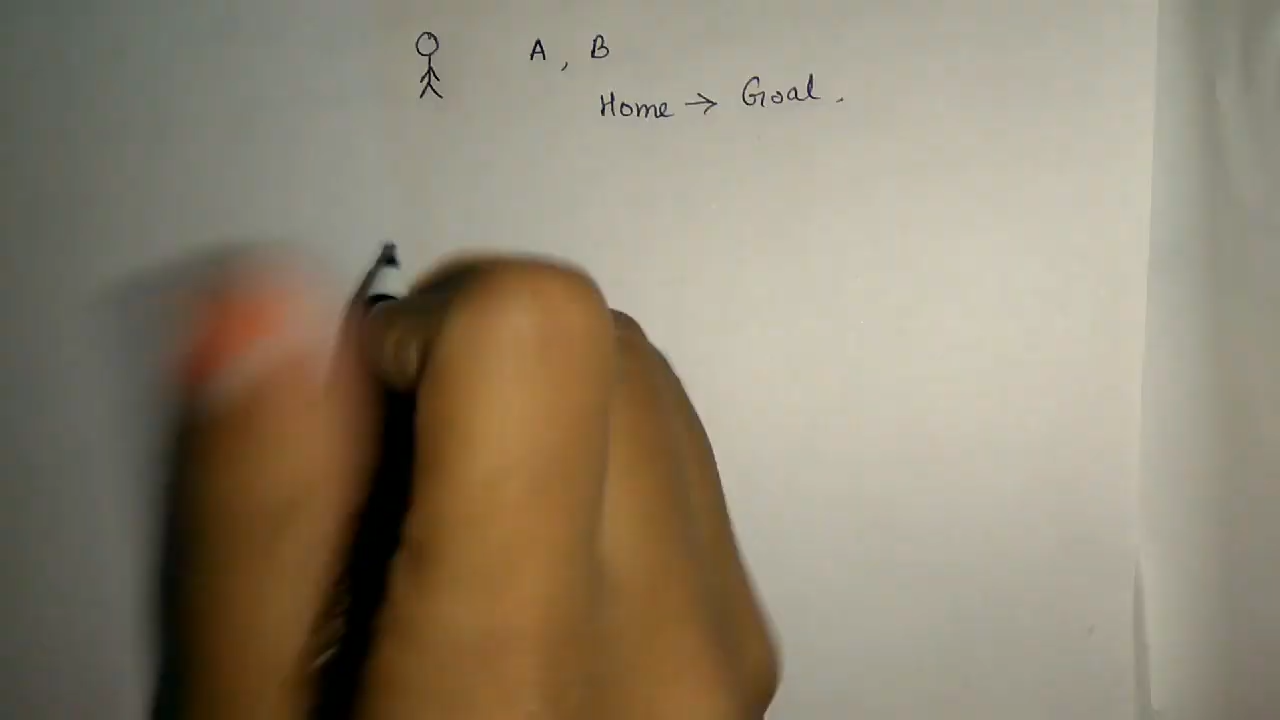 A , B
Home → Goal .